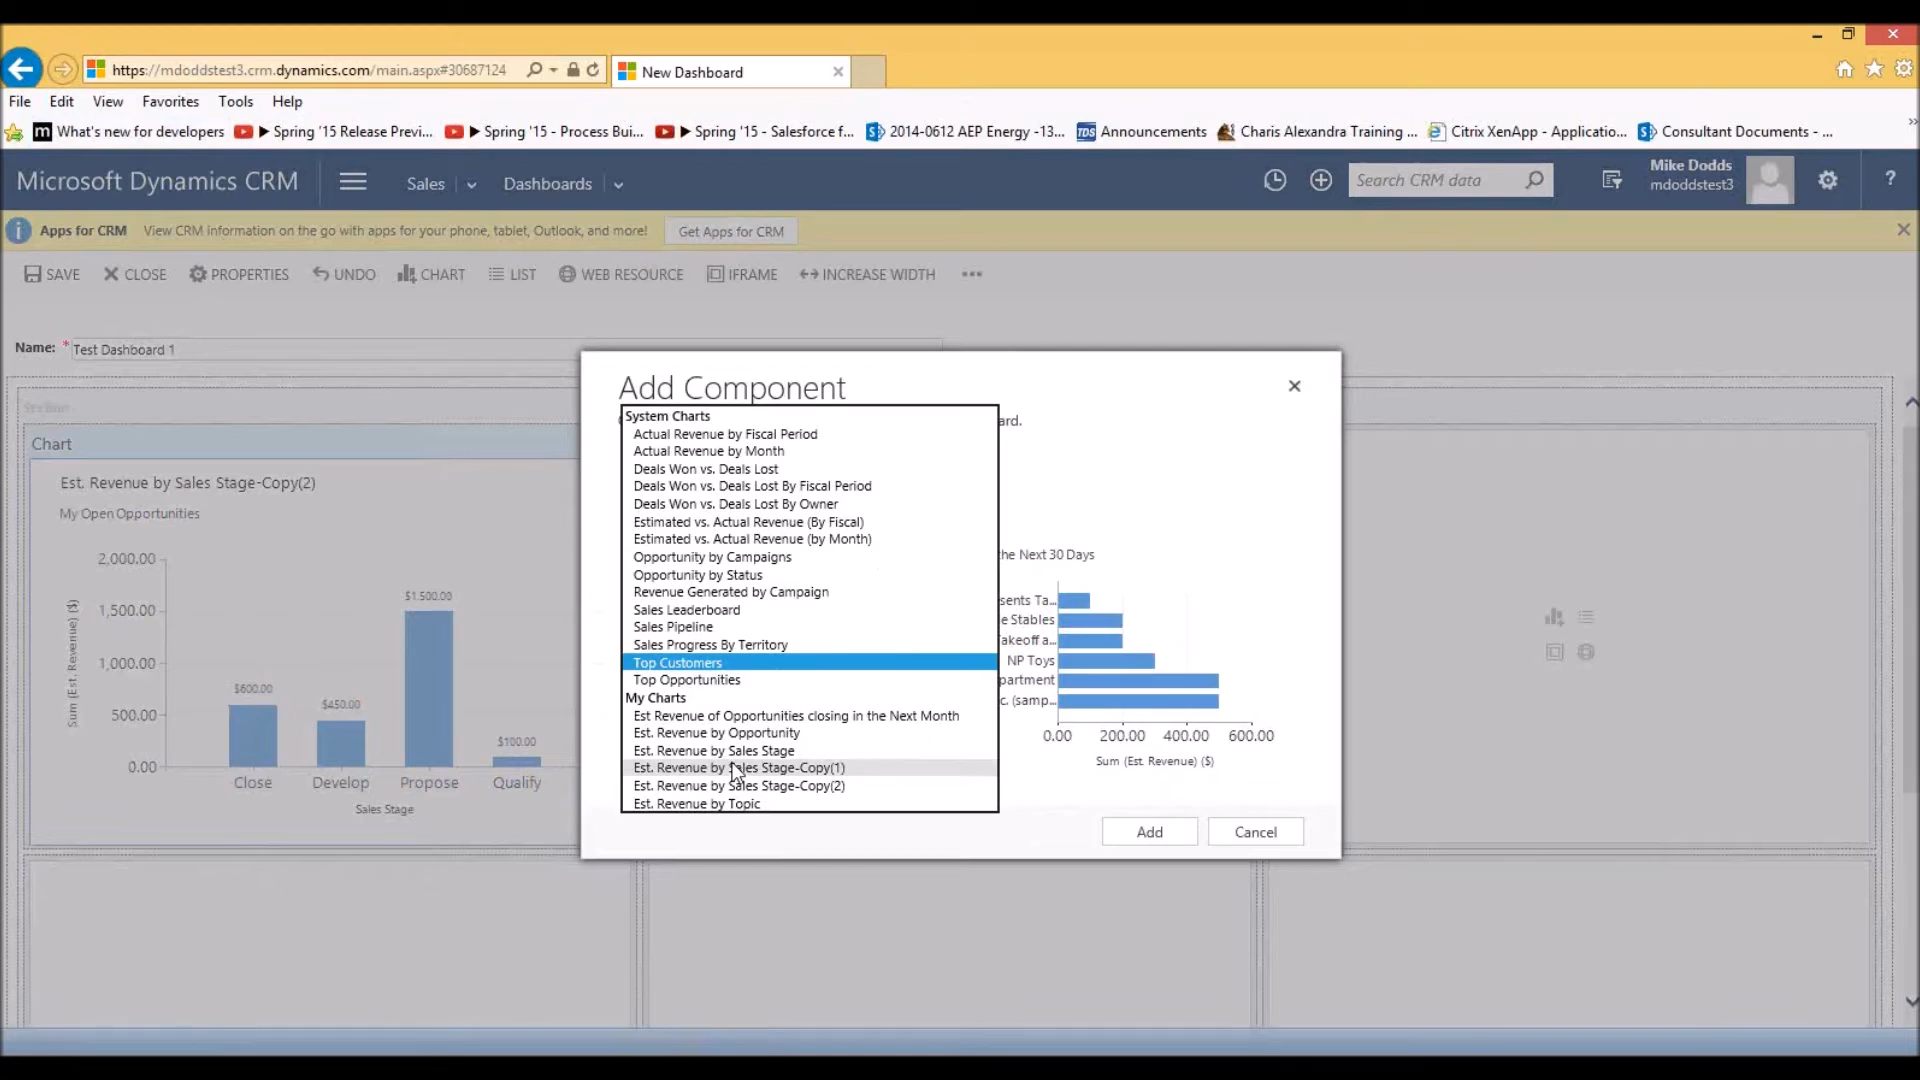 https://mdoddstest3.crm.dynamics.com/main.aspx#30687124
New Dashboard
File Edit View Favorites Tools Help
What's new for developers Spring '15 Release Previ... Spring '15 - Process Bui... Spring '15 - Salesforce f... 2014-0612 AEP Energy -13... TDS Announcements Charis Alexandra Training ... Citrix XenApp - Applicatio... Consultant Documents - ...
Microsoft Dynamics CRM Sales Dashboards Search CRM data Mike Dodds
mdoddstest3
Apps for CRM View CRM information on the go with apps for your phone, tablet, Outlook, and more! Get Apps for CRM
SAVE CLOSE PROPERTIES UNDO CHART LIST WEB RESOURCE IFRAME INCREASE WIDTH •••
Name: * Test Dashboard 1
Section
Chart
Est. Revenue by Sales Stage-Copy(2)
My Open Opportunities
Sum (Est. Revenue) ($)
2,000.00
1,500.00
1,000.00
500.00
0.00
$600.00
$450.00
$1,500.00
$100.00
Close Develop Propose Qualify
Sales Stage
Add Component
ard.
System Charts
Actual Revenue by Fiscal Period
Actual Revenue by Month
Deals Won vs. Deals Lost
Deals Won vs. Deals Lost By Fiscal Period
Deals Won vs. Deals Lost By Owner
Estimated vs. Actual Revenue (By Fiscal)
Estimated vs. Actual Revenue (by Month)
Opportunity by Campaigns
Opportunity by Status
Revenue Generated by Campaign
Sales Leaderboard
Sales Pipeline
Sales Progress By Territory
Top Customers
Top Opportunities
My Charts
Est Revenue of Opportunities closing in the Next Month
Est. Revenue by Opportunity
Est. Revenue by Sales Stage
Est. Revenue by Sales Stage-Copy(1)
Est. Revenue by Sales Stage-Copy(2)
Est. Revenue by Topic
the Next 30 Days
sents Ta...
e Stables
Takeoff a...
NP Toys
partment
c. (samp...
0.00 200.00 400.00 600.00
Sum (Est. Revenue) ($)
Add Cancel